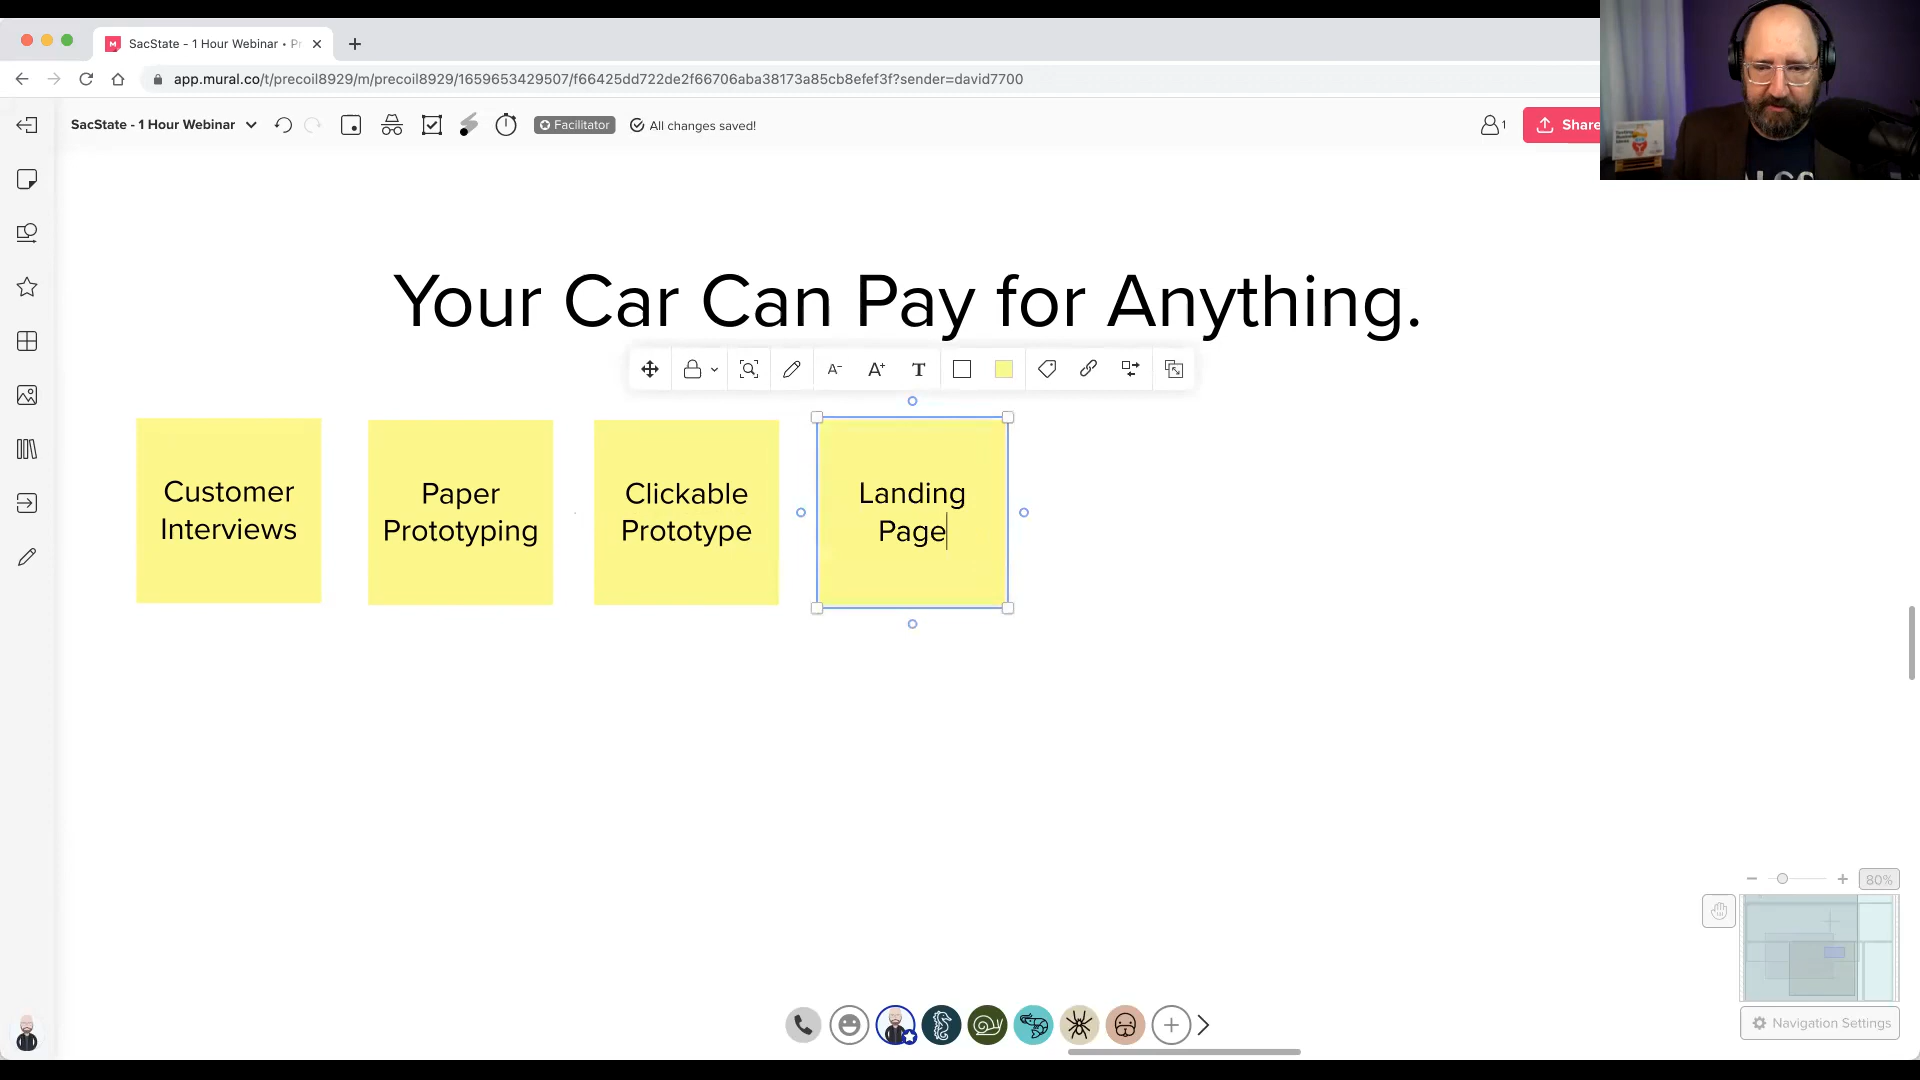 SacState - 1 Hour Webinar • Pr
app.mural.co/t/precoil8929/m/precoil8929/1659653429507/f66425dd722de2f66706aba38173a85cb8efef3f?sender=david7700
SacState - 1 Hour Webinar
Facilitator
All changes saved!
1
Share
Your Car Can Pay for Anything.
A-
A+
T
Customer
Interviews
Paper
Prototyping
Clickable
Prototype
Landing
Page
80%
Navigation Settings